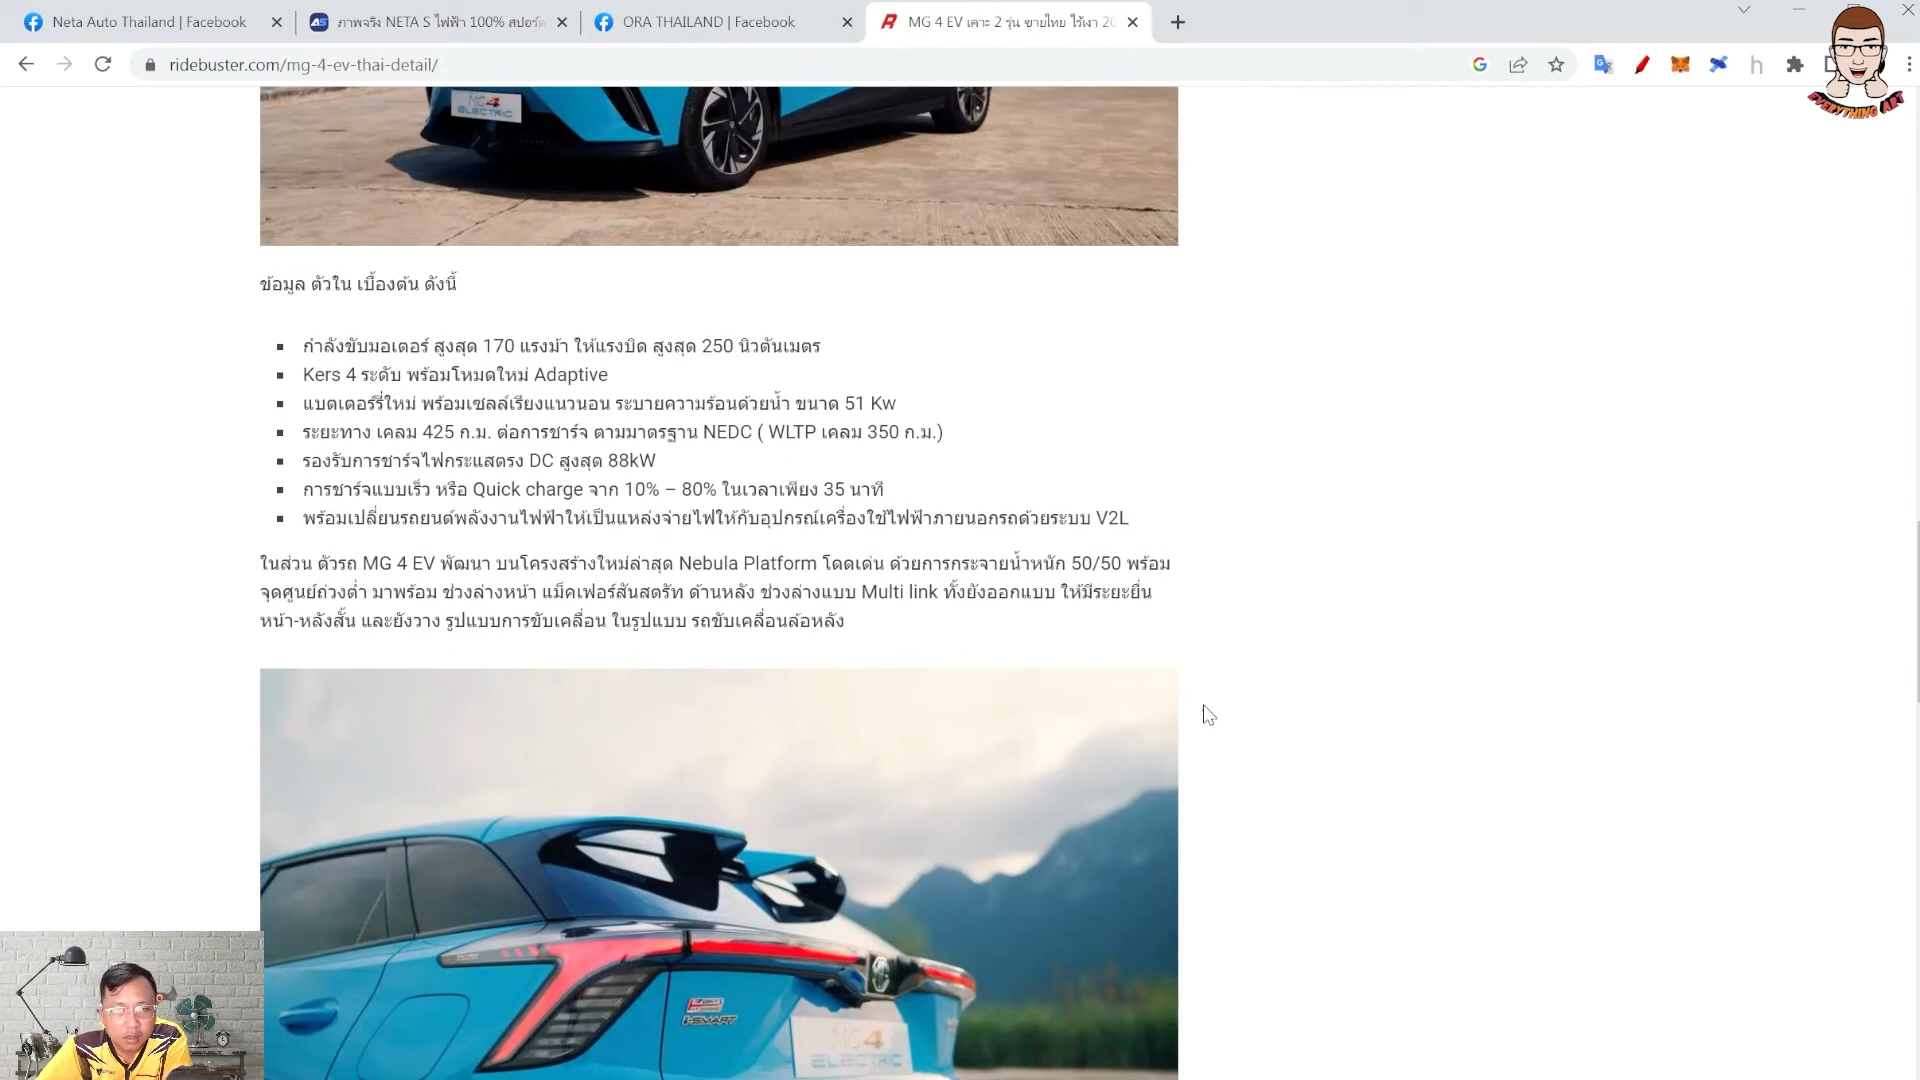 Neta Auto Thailand | Facebook
ภาพจริง NETA S ไฟฟ้า 100% สปอร์ต
ORA THAILAND | Facebook
MG 4 EV เคาะ 2 รุ่น ขายไทย ไร้เงา 20
ridebuster.com/mg-4-ev-thai-detail/
EVERYTHING ART
MG4
ELECTRIC
ข้อมูล ตัวใน เบื้องต้น ดังนี้
กำลังขับมอเตอร์ สูงสุด 170 แรงม้า ให้แรงบิด สูงสุด 250 นิวตันเมตร
Kers 4 ระดับ พร้อมโหมดใหม่ Adaptive
แบตเตอร์รี่ใหม่ พร้อมเซลล์เรียงแนวนอน ระบายความร้อนด้วยน้ำ ขนาด 51 Kw
ระยะทาง เคลม 425 ก.ม. ต่อการชาร์จ ตามมาตรฐาน NEDC ( WLTP เคลม 350 ก.ม.)
รองรับการชาร์จไฟกระแสตรง DC สูงสุด 88kW
การชาร์จแบบเร็ว หรือ Quick charge จาก 10% – 80% ในเวลาเพียง 35 นาที
พร้อมเปลี่ยนรถยนต์พลังงานไฟฟ้าให้เป็นแหล่งจ่ายไฟให้กับอุปกรณ์เครื่องใช้ไฟฟ้าภายนอกรถด้วยระบบ V2L
ในส่วน ตัวรถ MG 4 EV พัฒนา บนโครงสร้างใหม่ล่าสุด Nebula Platform โดดเด่น ด้วยการกระจายน้ำหนัก 50/50 พร้อม
จุดศูนย์ถ่วงต่ำ มาพร้อม ช่วงล่างหน้า แม็คเฟอร์สันสตรัท ด้านหลัง ช่วงล่างแบบ Multi link ทั้งยังออกแบบ ให้มีระยะยื่น
หน้า-หลังสั้น และยังวาง รูปแบบการขับเคลื่อน ในรูปแบบ รถขับเคลื่อนล้อหลัง
i-SMART
MG4
ELECTRIC